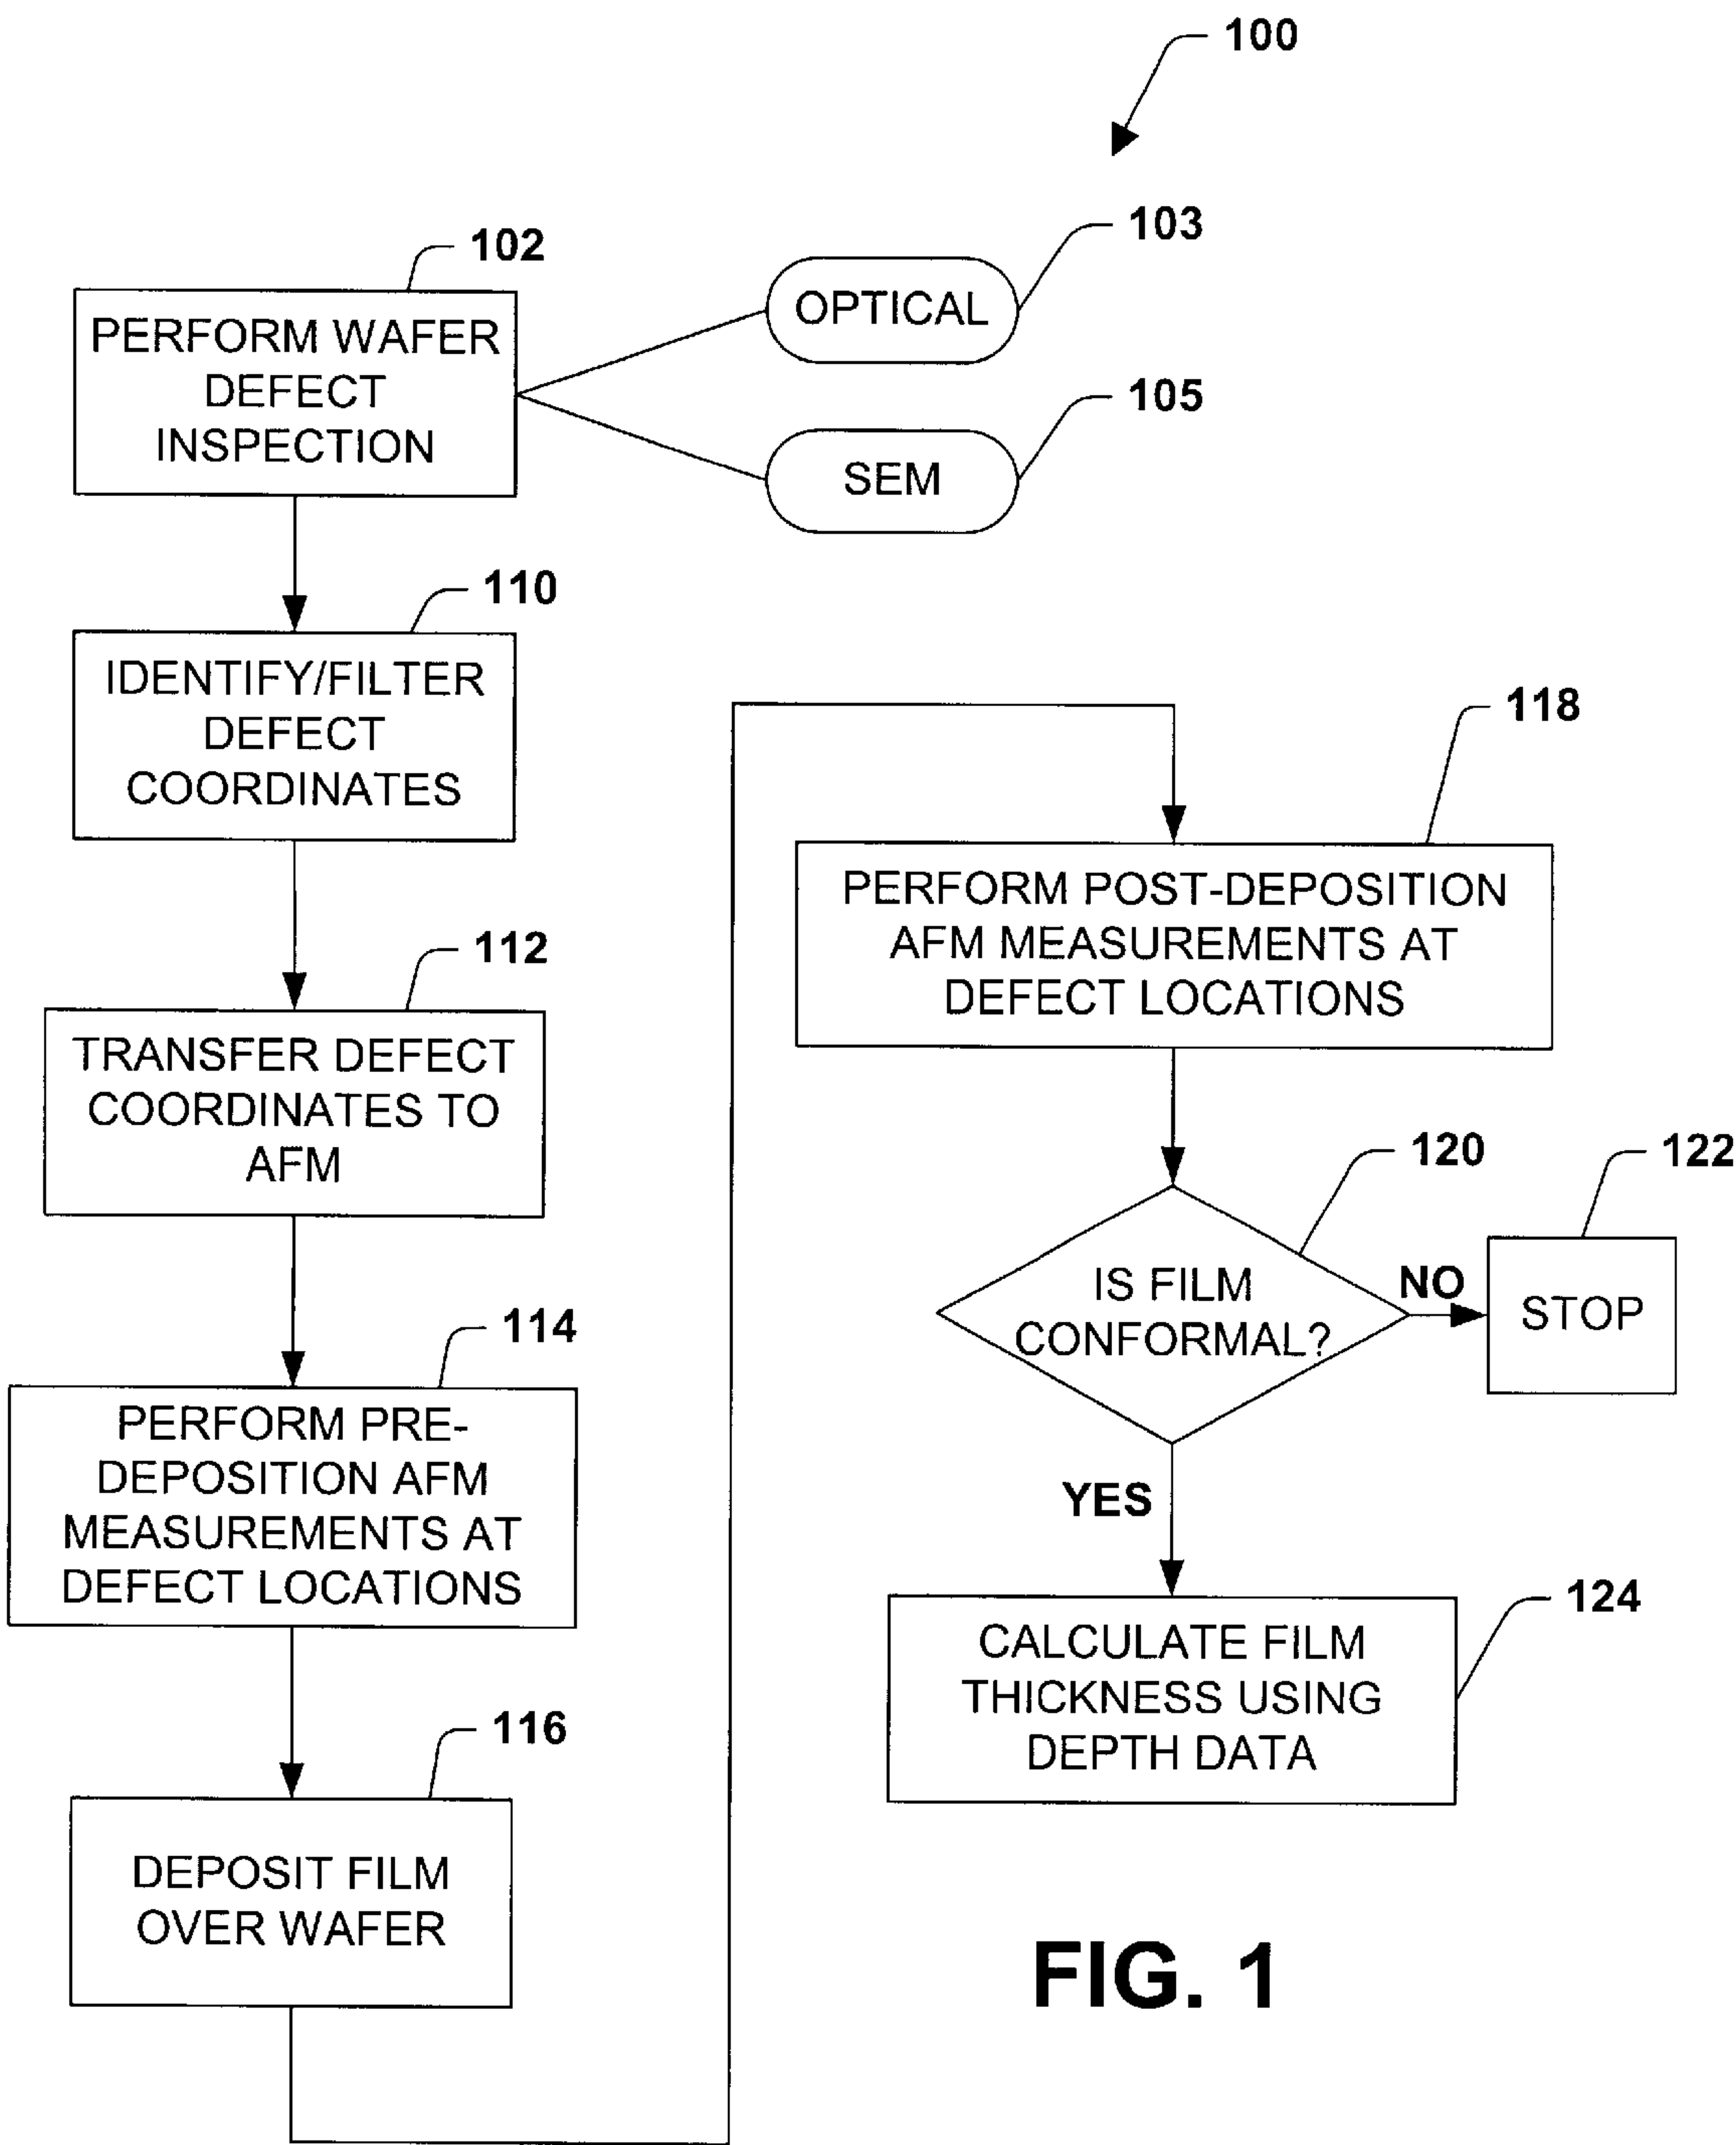 100
102
PERFORM WAFER
DEFECT
INSPECTION
103
OPTICAL
105
SEM
110
IDENTIFY/FILTER
DEFECT
COORDINATES
112
TRANSFER DEFECT
COORDINATES TO
AFM
114
PERFORM PRE-
DEPOSITION AFM
MEASUREMENTS AT
DEFECT LOCATIONS
116
DEPOSIT FILM
OVER WAFER
118
PERFORM POST-DEPOSITION
AFM MEASUREMENTS AT
DEFECT LOCATIONS
120
IS FILM
CONFORMAL?
NO
122
STOP
YES
124
CALCULATE FILM
THICKNESS USING
DEPTH DATA
FIG. 1